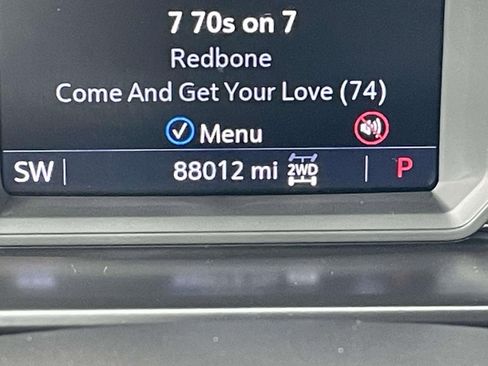 7 70s on 7
Redbone
Come And Get Your Love (74)
Menu
SW 88012 mi 2WD P